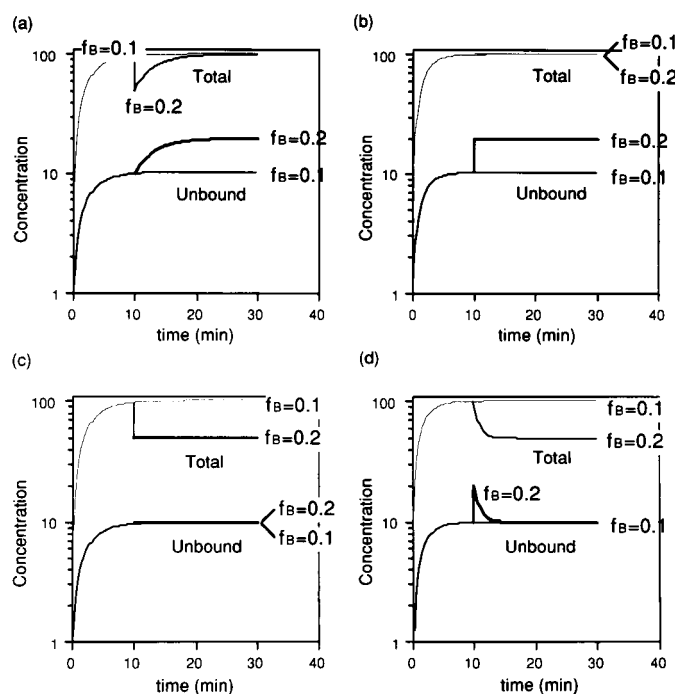 (a)
fB=0.1
100
Total
fB=0.2
fB=0.2
10
fB=0.1
Unbound
1
0 10 20 30 40
time (min)
Concentration
(b)
fB=0.1
100
Total
fB=0.2
fB=0.2
10
fB=0.1
Unbound
1
0 10 20 30 40
time (min)
Concentration
(c)
100
fB=0.1
fB=0.2
Total
fB=0.2
10
fB=0.1
Unbound
1
0 10 20 30 40
time (min)
Concentration
(d)
100
fB=0.1
fB=0.2
Total
fB=0.2
10
fB=0.1
Unbound
1
0 10 20 30 40
time (min)
Concentration